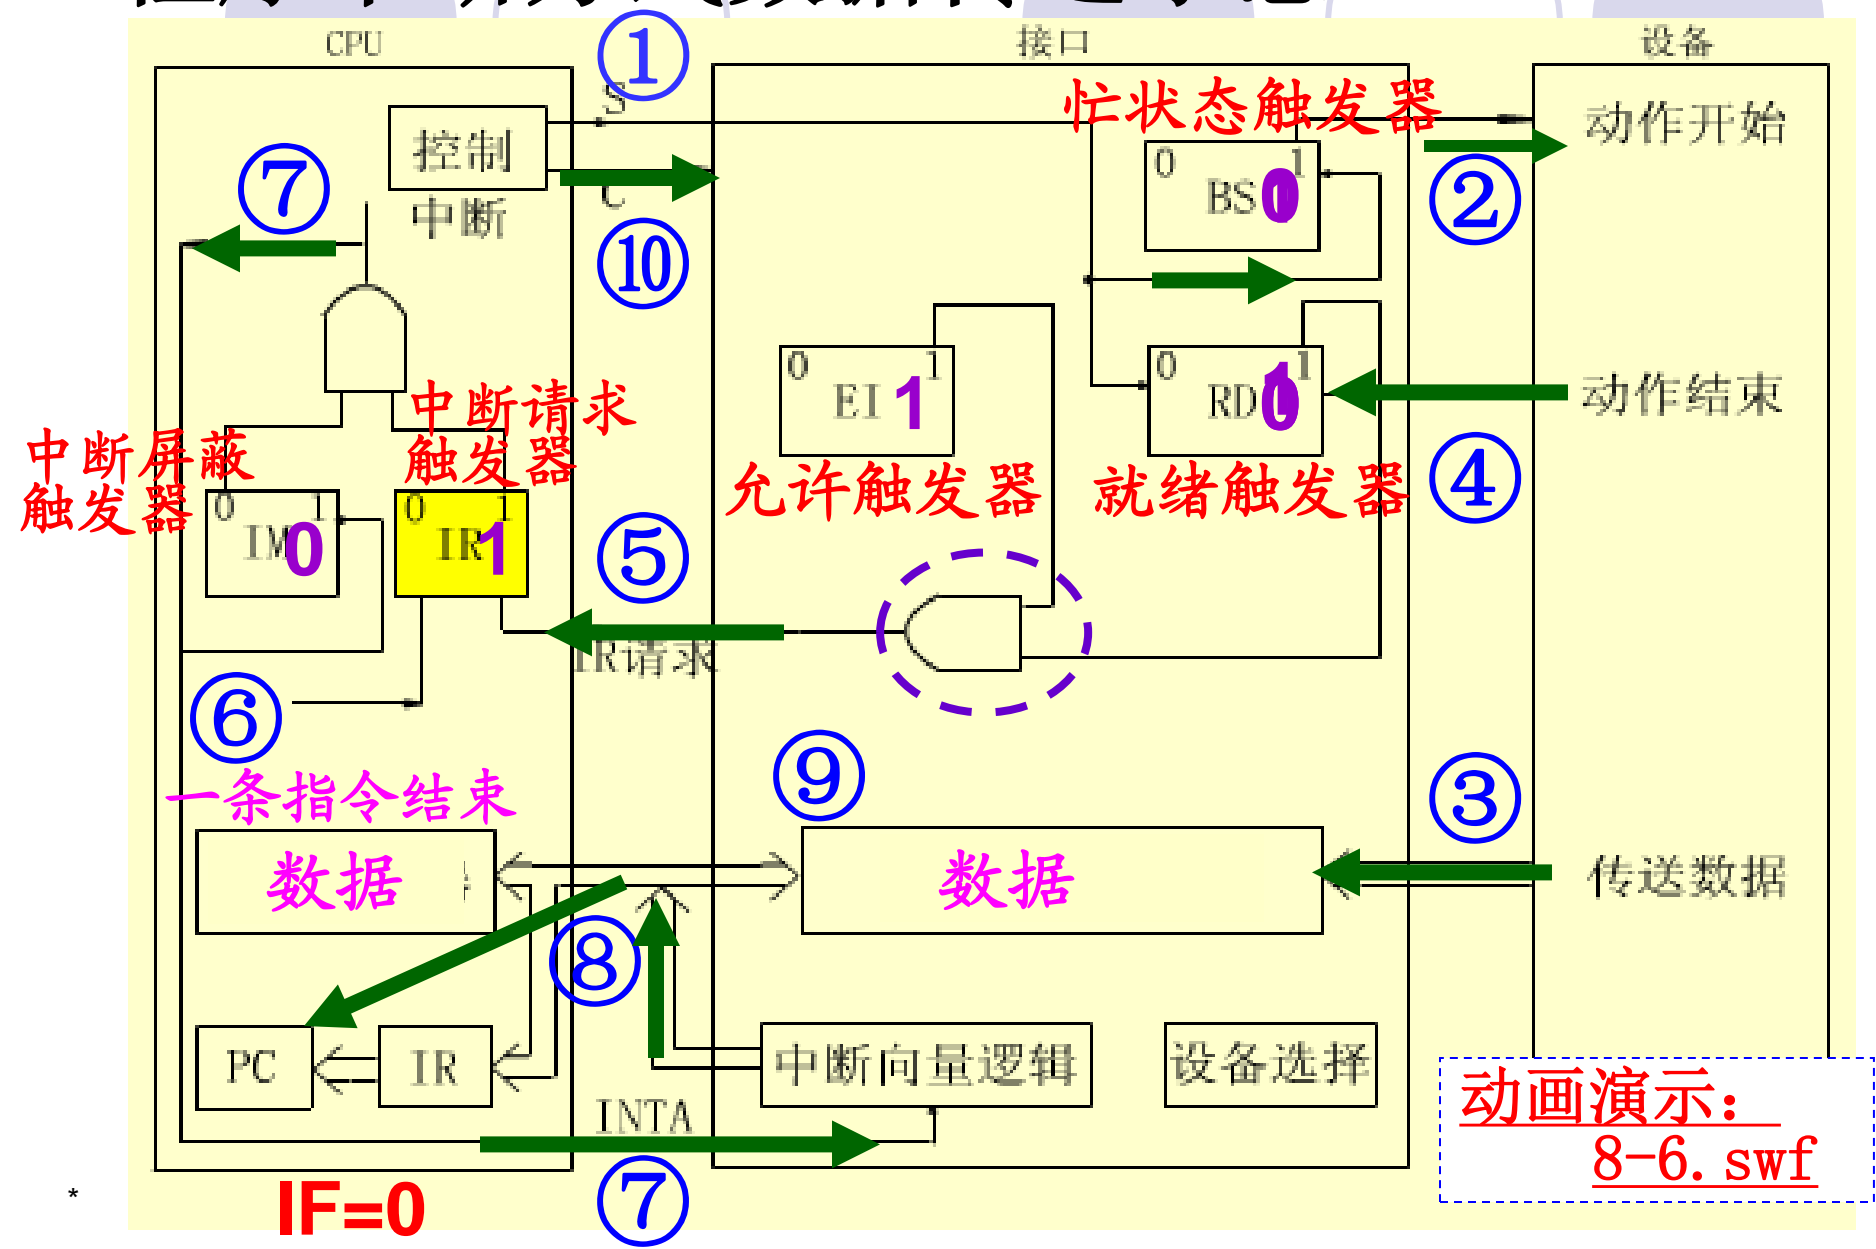 CPU
接口
设备
①
S
忙状态触发器
动作开始
控制
中断
C
⑩
⑦
0 1
BS
②
0 1
EI 1
0 1
RD
动作结束
允许触发器
就绪触发器
④
中断请求
触发器
中断屏蔽
触发器
0 1
IM 0
0 1
IR 1
⑤
IR请求
⑥
一条指令结束
⑨
③
数据
数据
传送数据
⑧
PC
IR
中断向量逻辑
设备选择
INTA
⑦
IF=0
动画演示:
8-6.swf
*